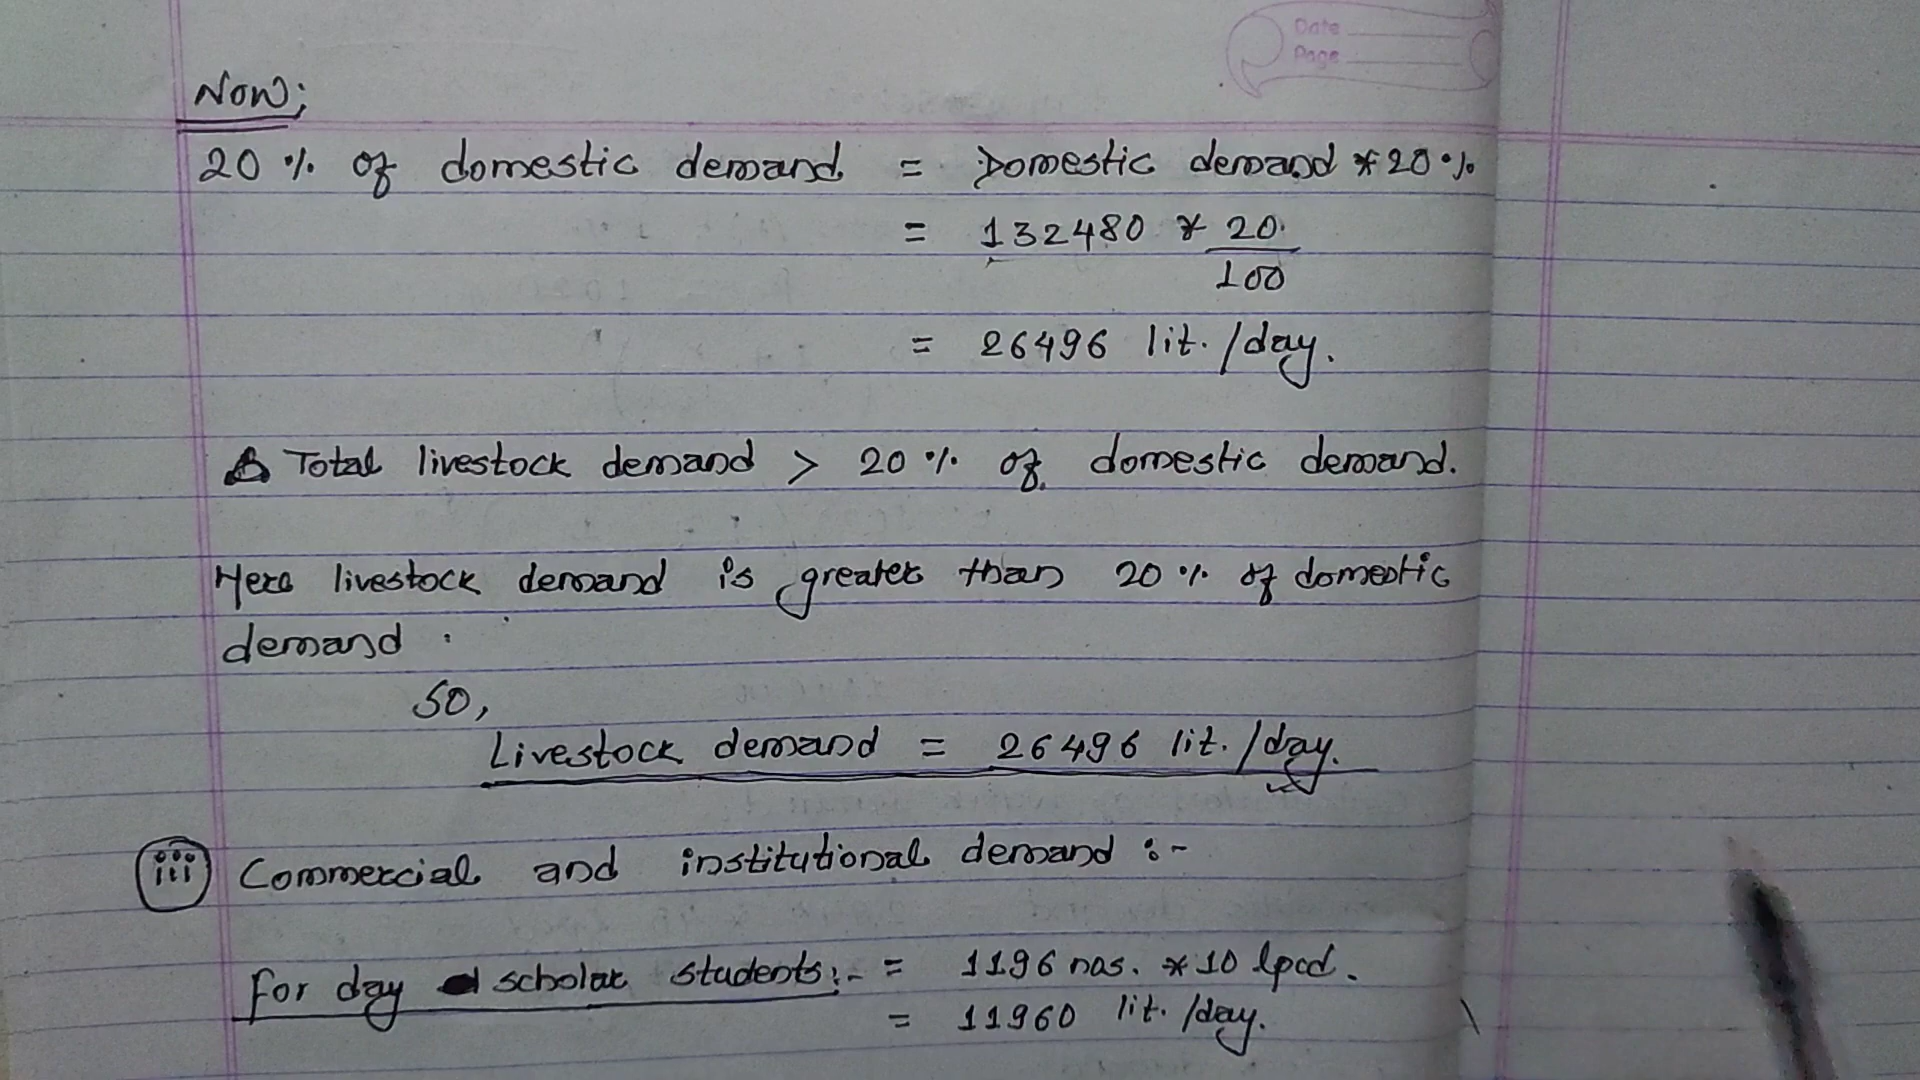 Date
Page
Now;
20 % of domestic demand = Domestic demand * 20 %
= 132480 * 20
100
= 26496 lit. /day.
Total livestock demand > 20 % of domestic demand.
Here livestock demand is greater than 20 % of domestic
demand.
So,
Livestock demand = 26496 lit. /day.
iii Commercial and institutional demand :-
For day scholar students :- = 1196 nos. * 10 lpcd.
= 11960 lit. /day.